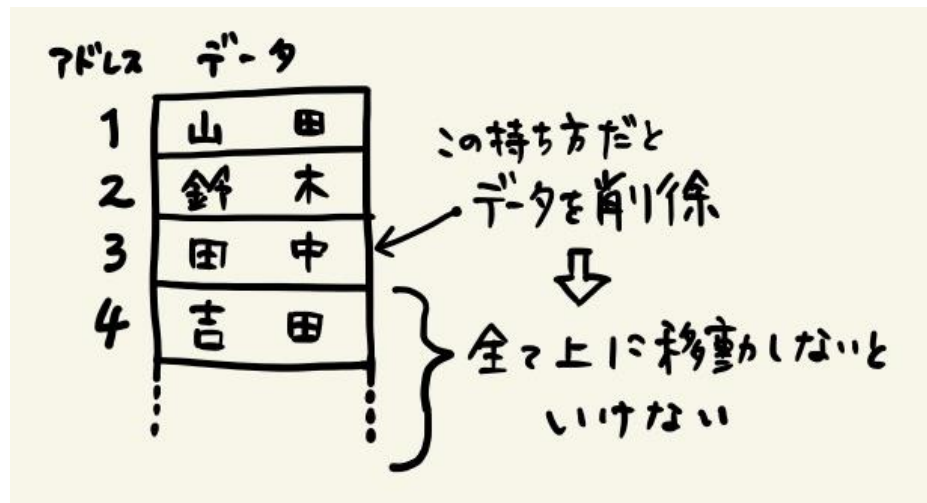 アドレス データ
1 山田
2 鈴木
3 田中
4 吉田
この持ち方だと
データを削除
全て上に移動しないと
いけない